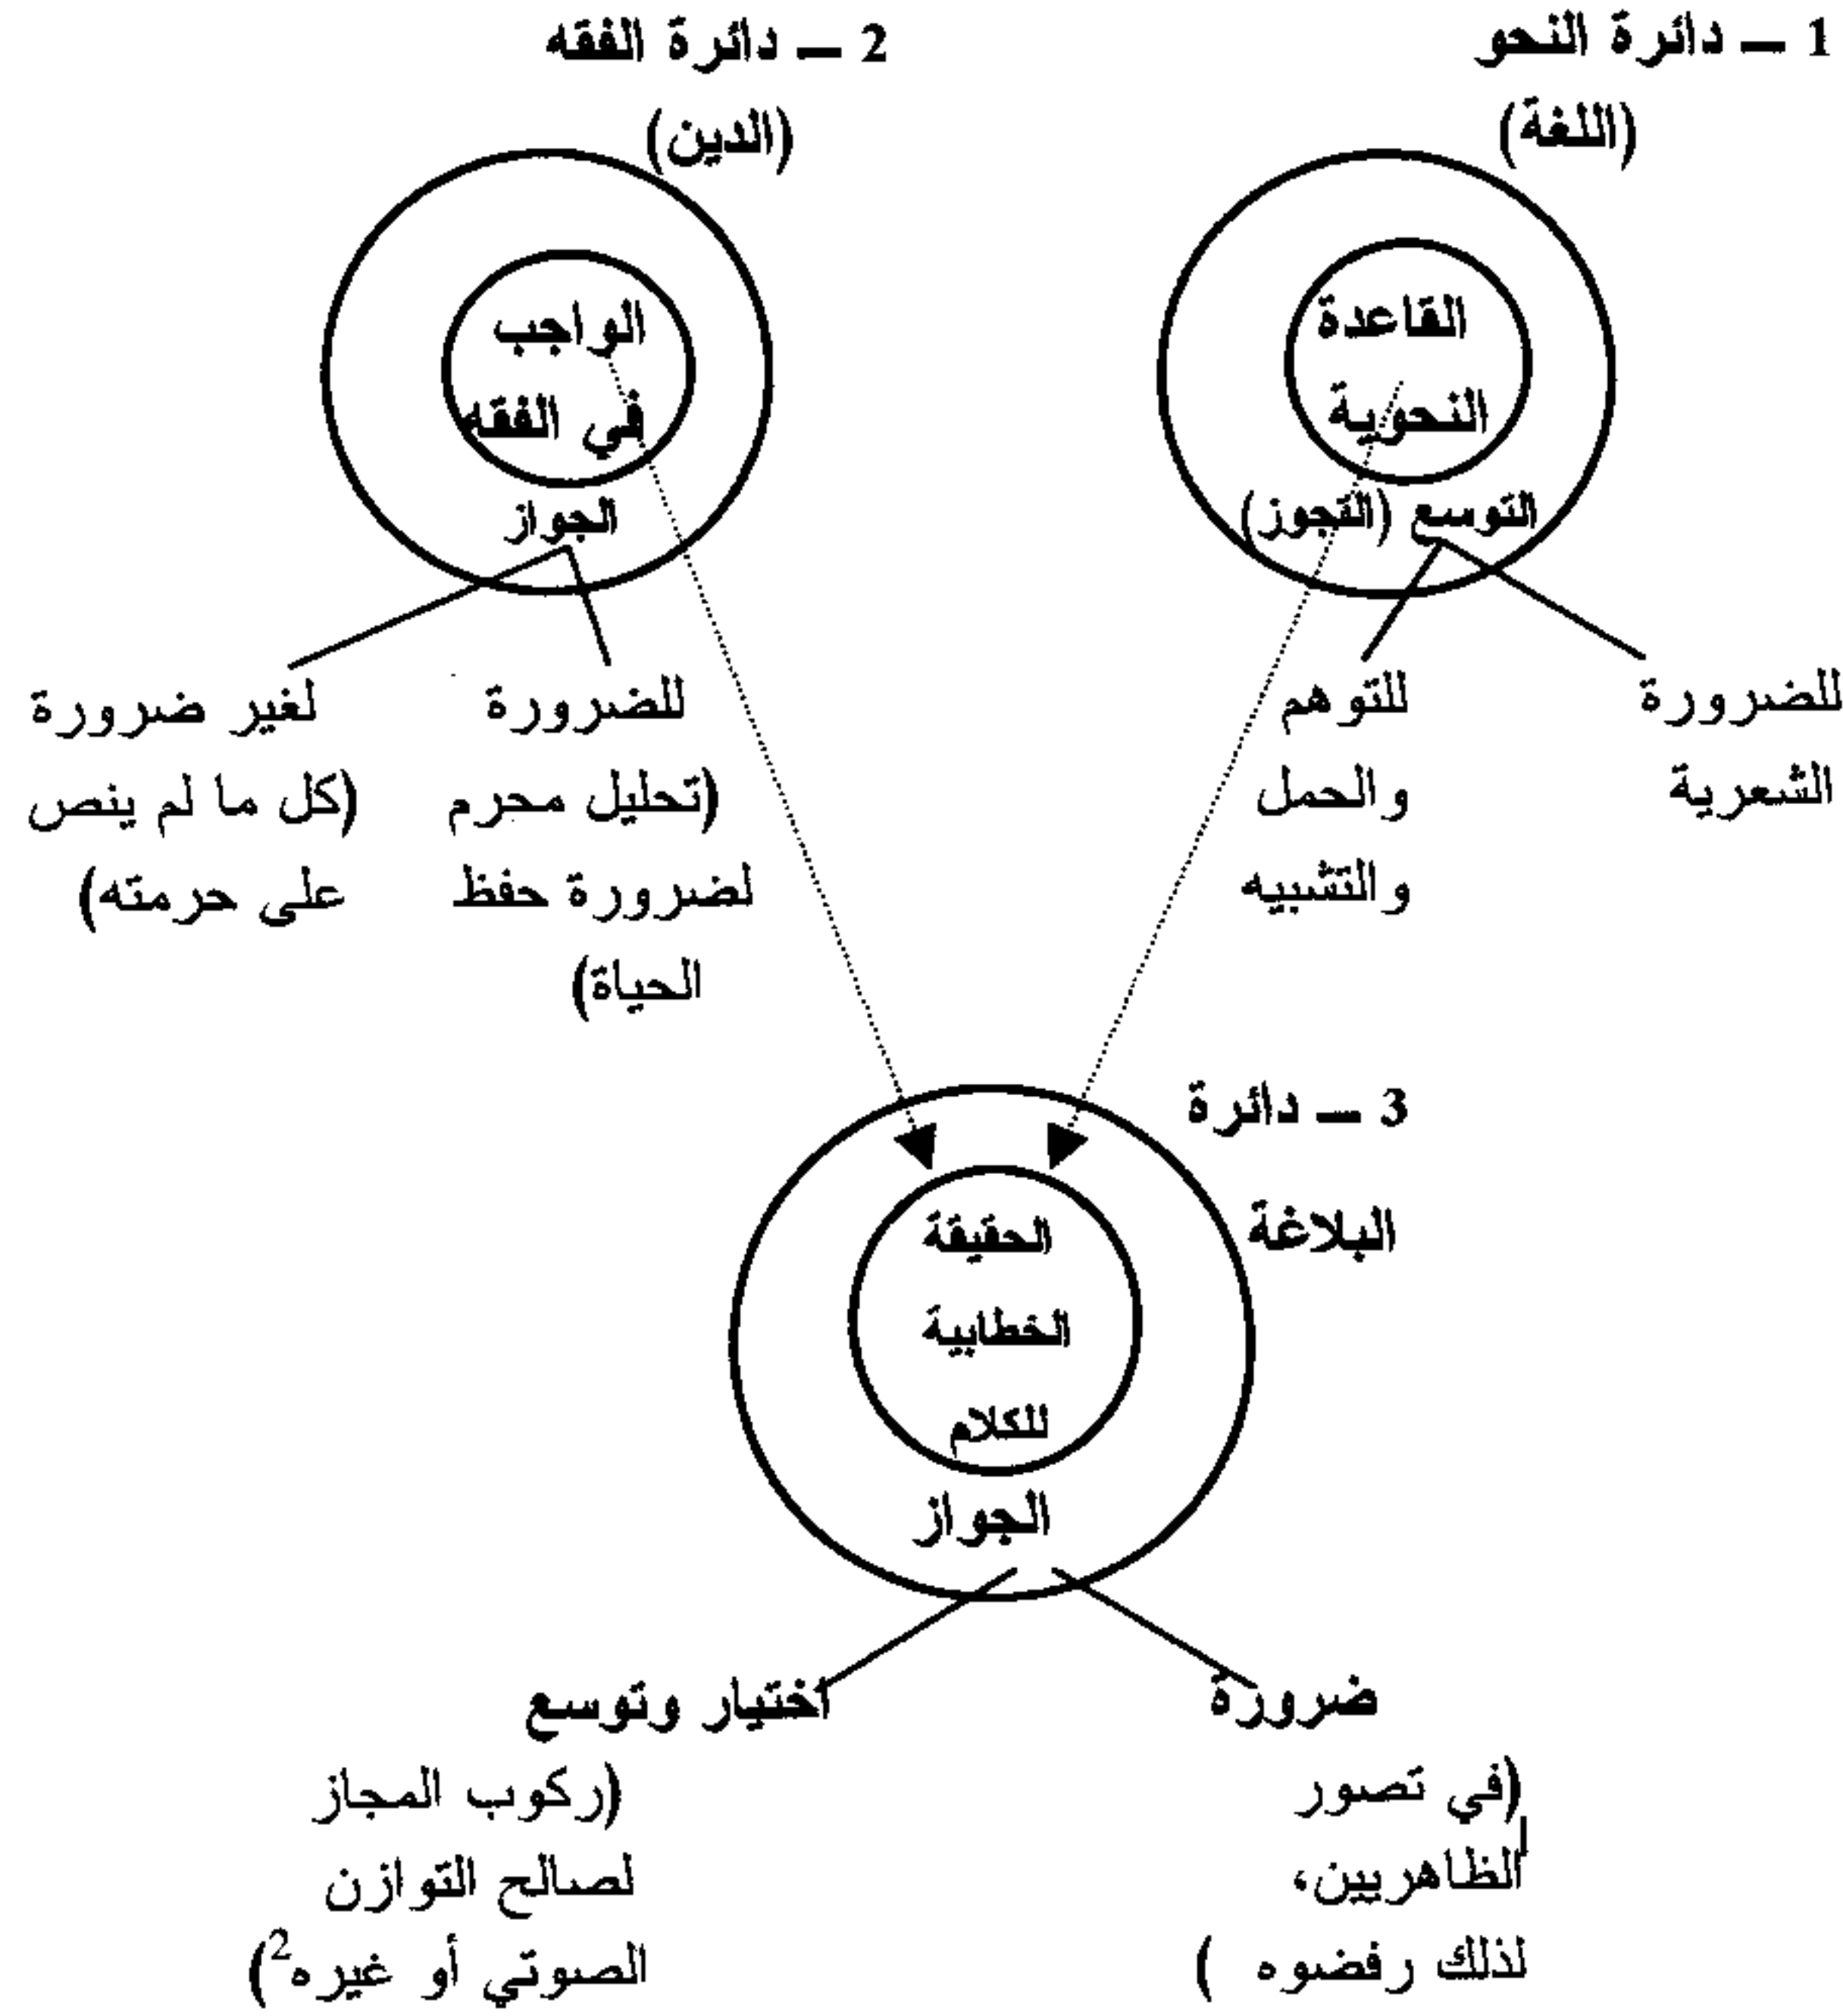 1 ــ دائرة النحو
(اللغة)
القاعدة
النحوية
التوسع (التجوز)
للضرورة
الشعرية
للتوهم
والحمل
والتشبيه
2 ــ دائرة الفقه
(الدين)
الواجب
في الفقه
الجواز
للضرورة
(تحليل محرم
لضرورة حفظ
الحياة)
لغير ضرورة
(كل ما لم ينص
على حرمته)
3 ــ دائرة
البلاغة
الحقيقة
الخطابية
للكلام
الجواز
ضرورة
(في تصور
الظاهريين،
لذلك رفضوه )
اختيار وتوسع
(ركوب المجاز
لصالح التوازن
الصوتي أو غيره2)